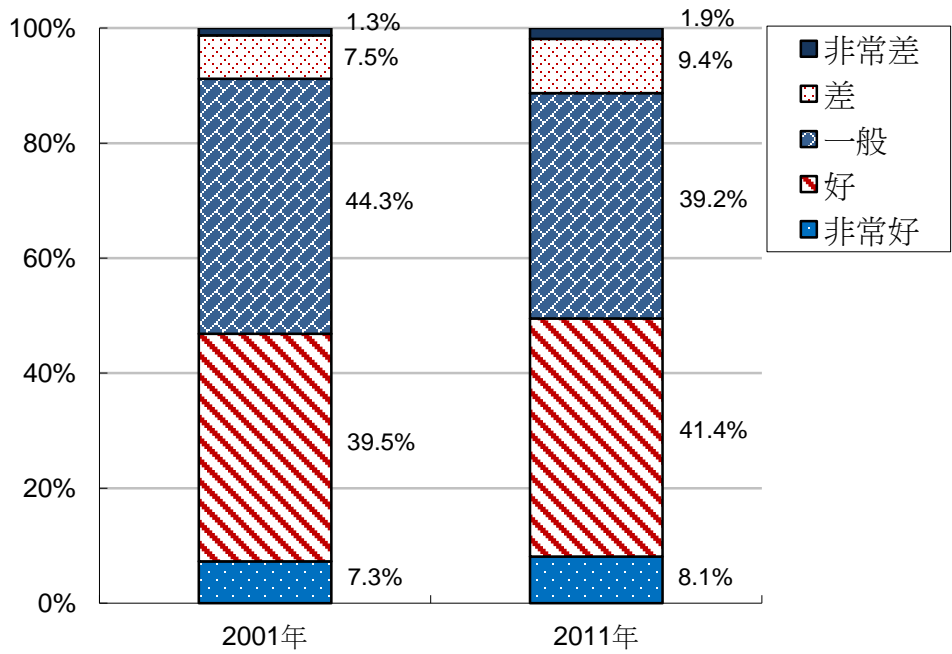 100%
80%
60%
40%
20%
0%
1.3%
7.5%
44.3%
39.5%
7.3%
1.9%
9.4%
39.2%
41.4%
8.1%
2001年
2011年
非常差
差
一般
好
非常好